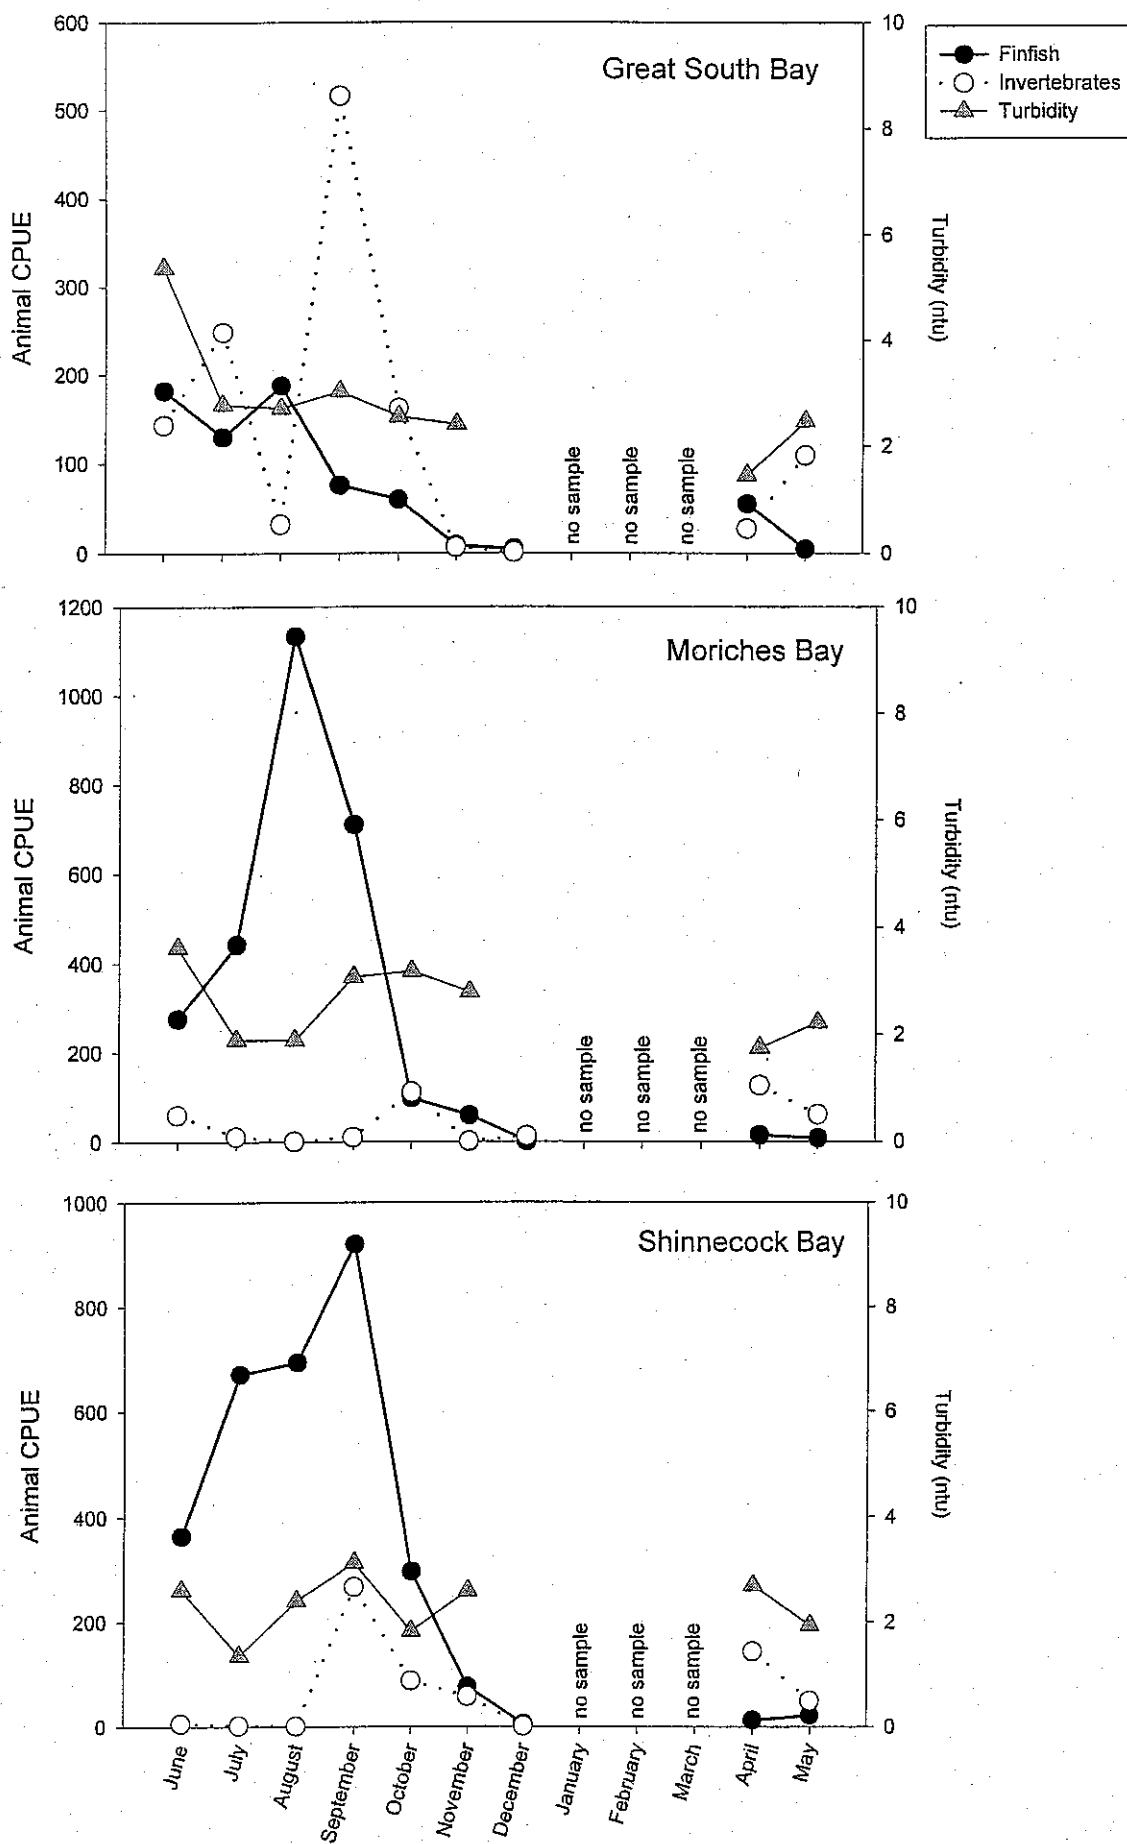 Great South Bay
Finfish
Invertebrates
Turbidity
600
500
400
300
200
100
0
Animal CPUE
10
8
6
4
2
0
Turbidity (ntu)
no sample
no sample
no sample
Moriches Bay
1200
1000
800
600
400
200
0
Animal CPUE
10
8
6
4
2
0
Turbidity (ntu)
no sample
no sample
no sample
Shinnecock Bay
1000
800
600
400
200
0
Animal CPUE
10
8
6
4
2
0
Turbidity (ntu)
no sample
no sample
no sample
June
July
August
September
October
November
December
January
February
March
April
May